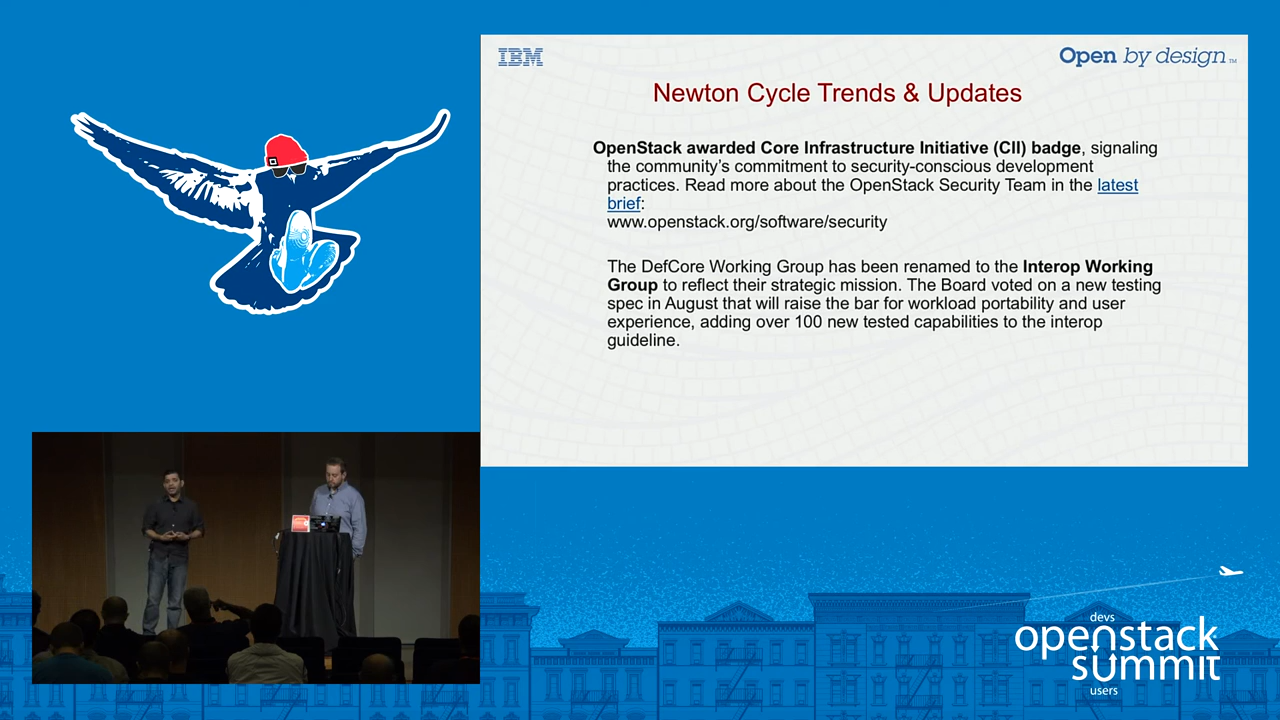 IBM
Open by design™
Newton Cycle Trends & Updates
OpenStack awarded Core Infrastructure Initiative (CII) badge, signaling
the community's commitment to security-conscious development
practices. Read more about the OpenStack Security Team in the latest
brief:
www.openstack.org/software/security
The DefCore Working Group has been renamed to the Interop Working
Group to reflect their strategic mission. The Board voted on a new testing
spec in August that will raise the bar for workload portability and user
experience, adding over 100 new tested capabilities to the interop
guideline.
devs
openstack
summit
users